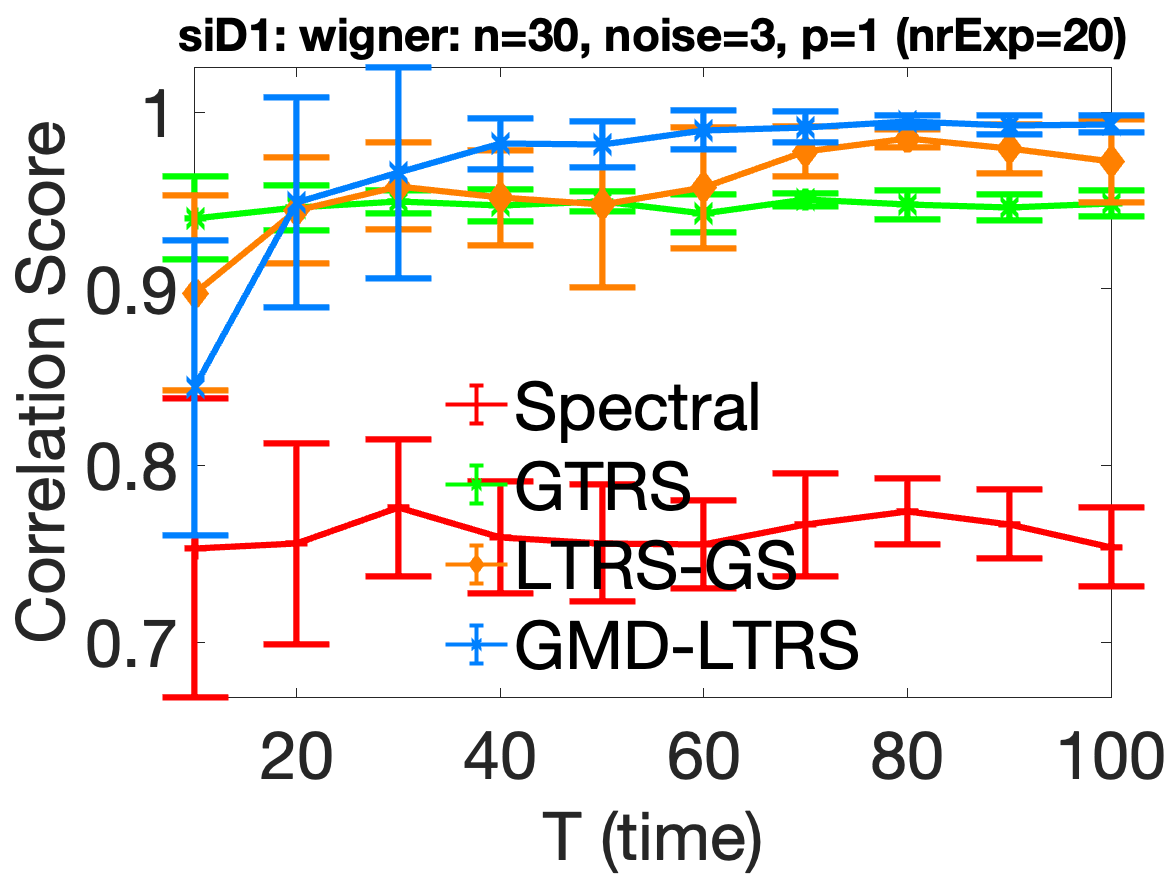 siD1: wigner: n=30, noise=3, p=1 (nrExp=20)
1
0.9
0.8
0.7
Correlation Score
Spectral
GTRS
LTRS-GS
GMD-LTRS
20 40 60 80 100
T (time)